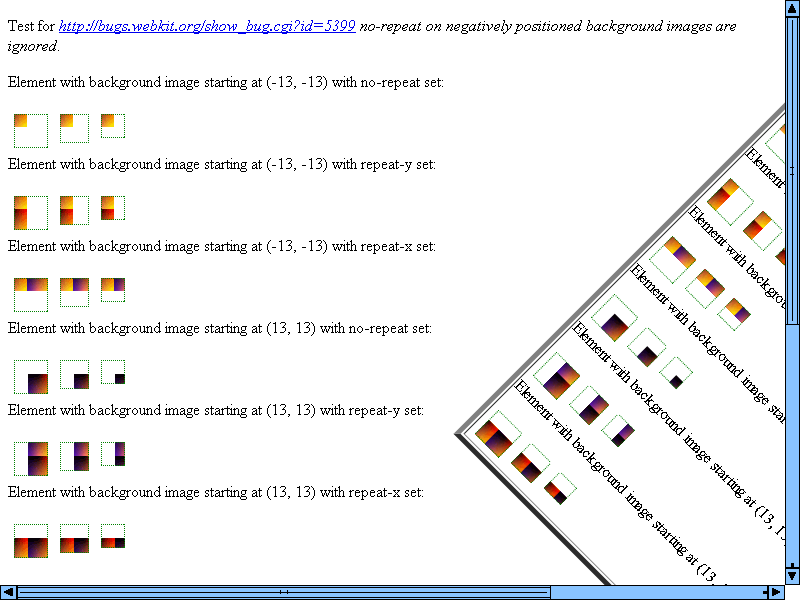 Test for http://bugs.webkit.org/show_bug.cgi?id=5399 no-repeat on negatively positioned background images are
ignored.
Element with background image starting at (-13, -13) with no-repeat set:
Element with background image starting at (-13, -13) with repeat-y set:
Element with background image starting at (-13, -13) with repeat-x set:
Element with background image starting at (13, 13) with no-repeat set:
Element with background image starting at (13, 13) with repeat-y set:
Element with background image starting at (13, 13) with repeat-x set:
Element
Element with
Element with background image
Element with background image starting at (13,
Element with background image starting at (13,